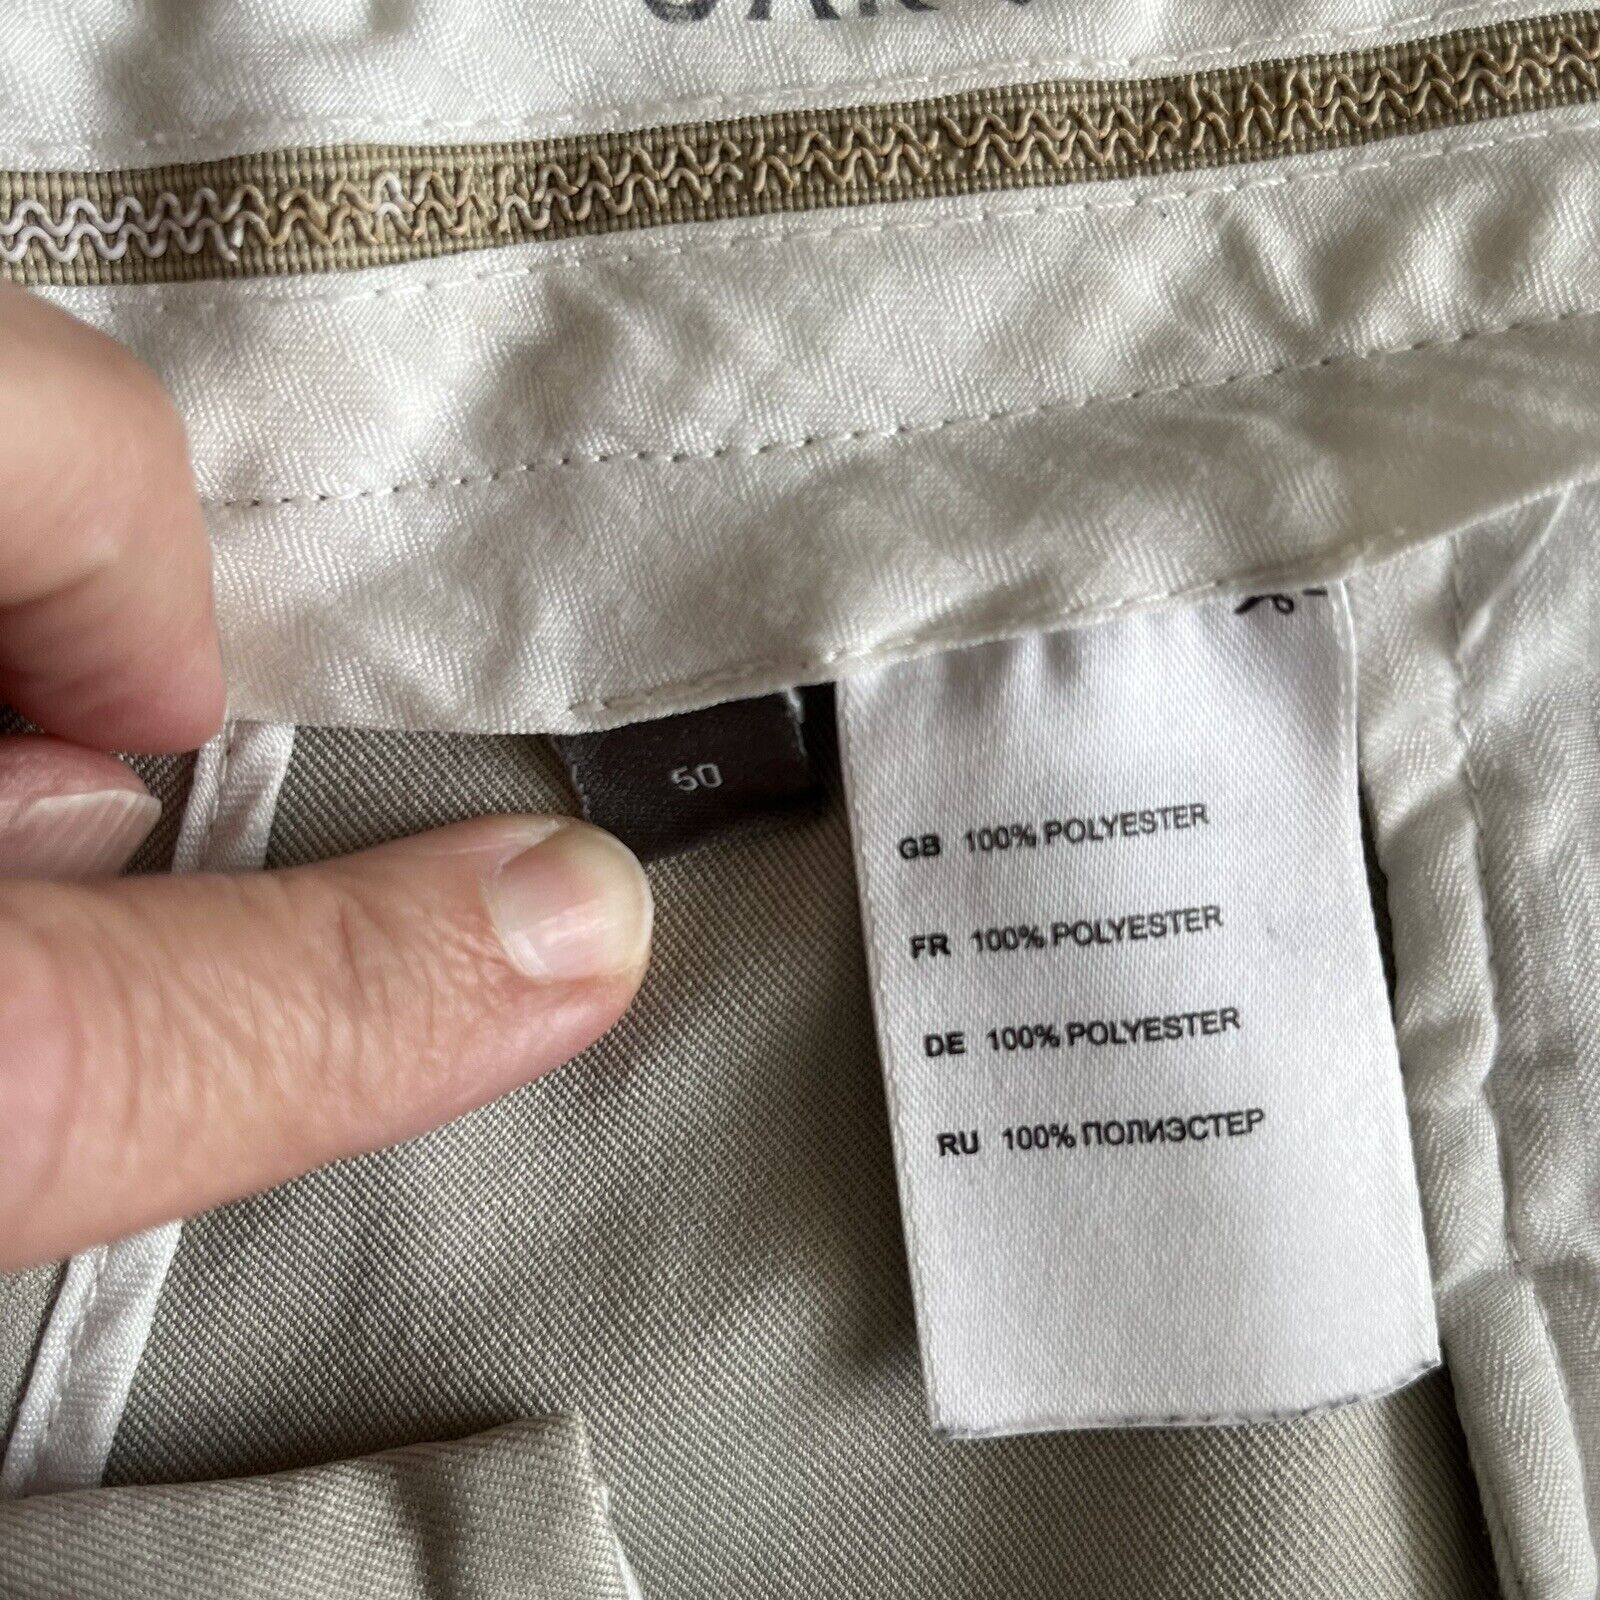 50
GB 100% POLYESTER
FR 100% POLYESTER
DE 100% POLYESTER
RU 100% ПОЛИЭСТЕР